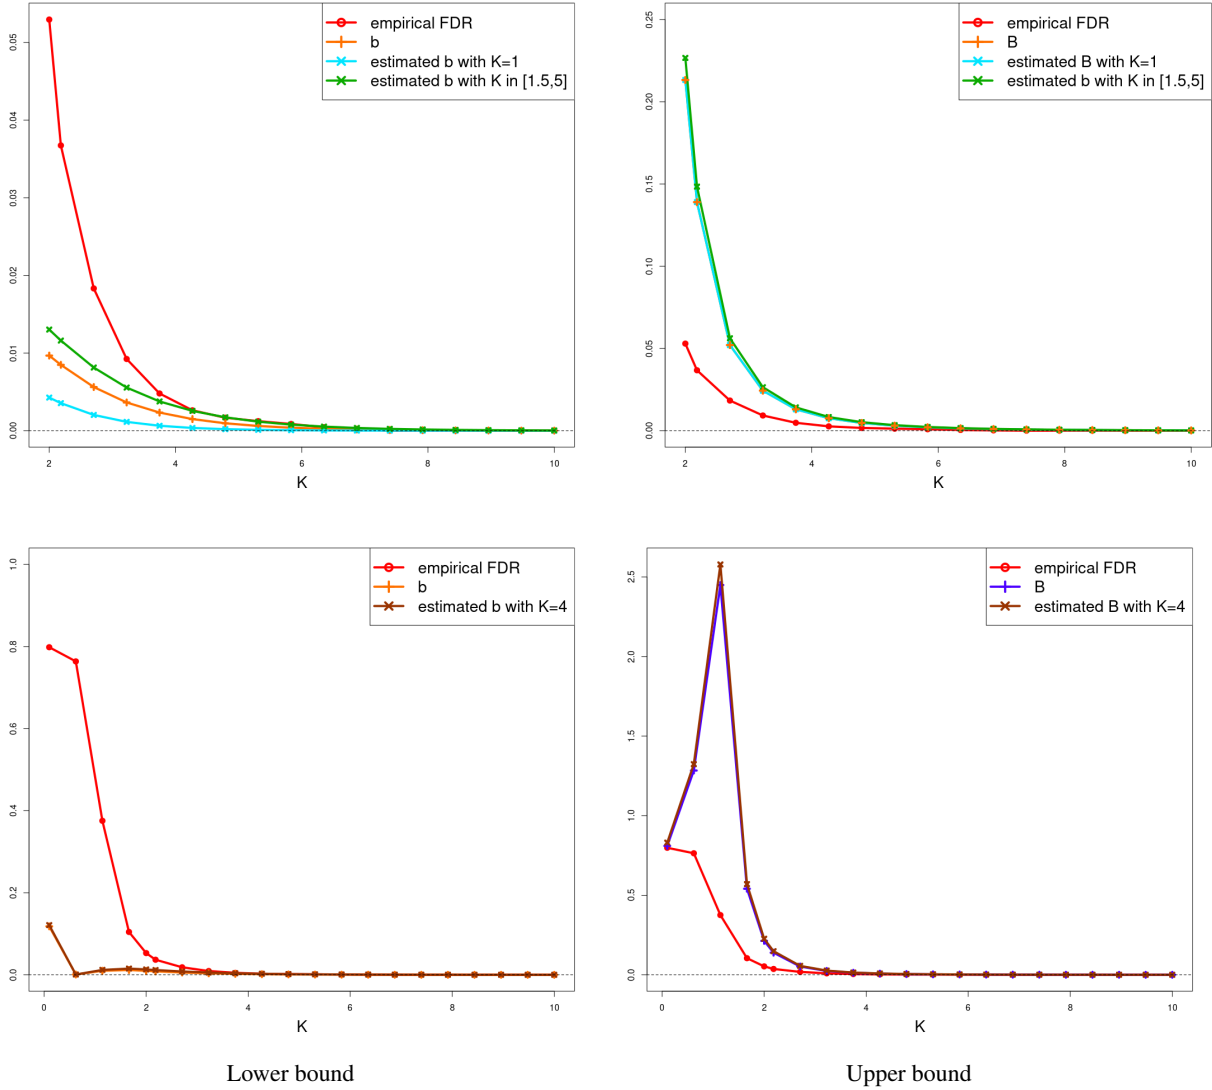 empirical FDR
b
estimated b with K=1
estimated b with K in [1.5,5]
0.05
0.04
0.03
0.02
0.01
0.00
2 4 6 8 10
K
empirical FDR
B
estimated B with K=1
estimated b with K in [1.5,5]
0.25
0.20
0.15
0.10
0.05
0.00
2 4 6 8 10
K
empirical FDR
b
estimated b with K=4
1.0
0.8
0.6
0.4
0.2
0.0
0 2 4 6 8 10
K
empirical FDR
B
estimated B with K=4
2.5
2.0
1.5
1.0
0.5
0.0
0 2 4 6 8 10
K
Lower bound
Upper bound